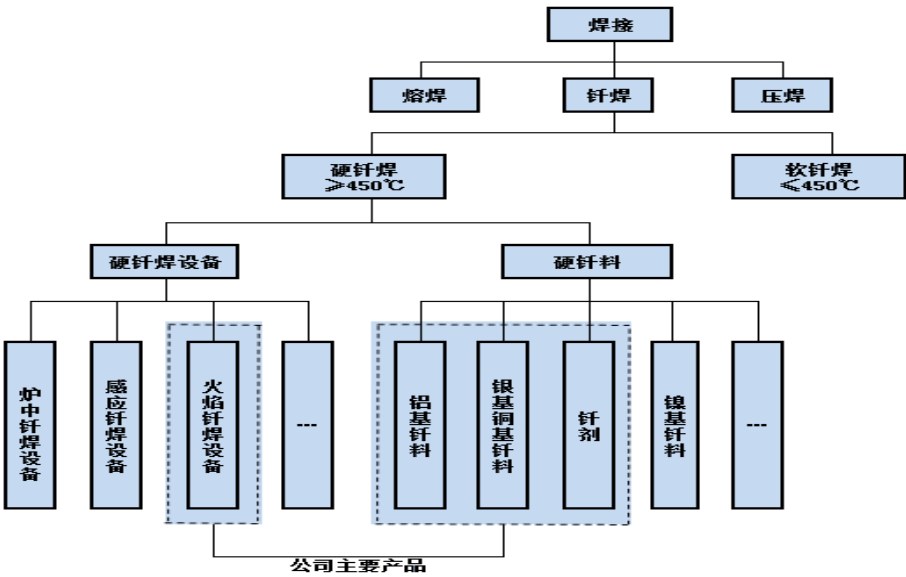 焊接
熔焊
钎焊
压焊
硬钎焊
≥450℃
软钎焊
≤450℃
硬钎焊设备
硬钎料
炉中钎焊设备
感应钎焊设备
火焰钎焊设备
---
铝基钎料
银基铜基钎料
钎剂
镍基钎料
---
公司主要产品